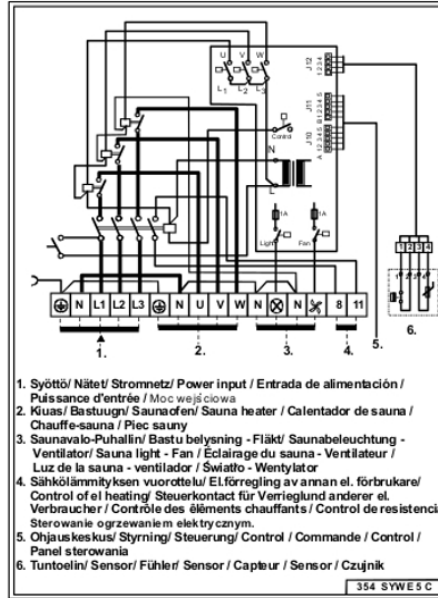 U V W
L1 L2 L3
J12
1 2 3 4
J11
B 1 2 3 4 5
J10
A 1 2 3 4 5
Control
N
L
1A 1A
Light Fan
1 2 3 4
1 2 3 4
N L1 L2 L3 N U V W N N 8 11
1. 2. 3. 4. 5. 6.
1. Syöttö/ Nätet/ Stromnetz/ Power input / Entrada de alimentación /
Puissance d'entrée / Moc wejściowa
2. Kiuas/ Bastuugn/ Saunaofen/ Sauna heater / Calentador de sauna /
Chauffe-sauna / Piec sauny
3. Saunavalo-Puhallin/ Bastu belysning - Fläkt/ Saunabeleuchtung -
Ventilator/ Sauna light - Fan / Éclairage du sauna - Ventilateur /
Luz de la sauna - ventilador / Światło - Wentylator
4. Sähkölämmityksen vuorottelu/ El.förregling av annan el. förbrukare/
Control of el heating/ Steuerkontakt für Verrieglund anderer el.
Verbraucher / Contrôle des éléments chauffants / Control de resistencia
Sterowanie ogrzewaniem elektrycznym.
5. Ohjauskeskus/ Styrning/ Steuerung/ Control / Commande / Control /
Panel sterowania
6. Tuntoelin/ Sensor/ Fühler/ Sensor / Capteur / Sensor / Czujnik
354 SYWE 5 C